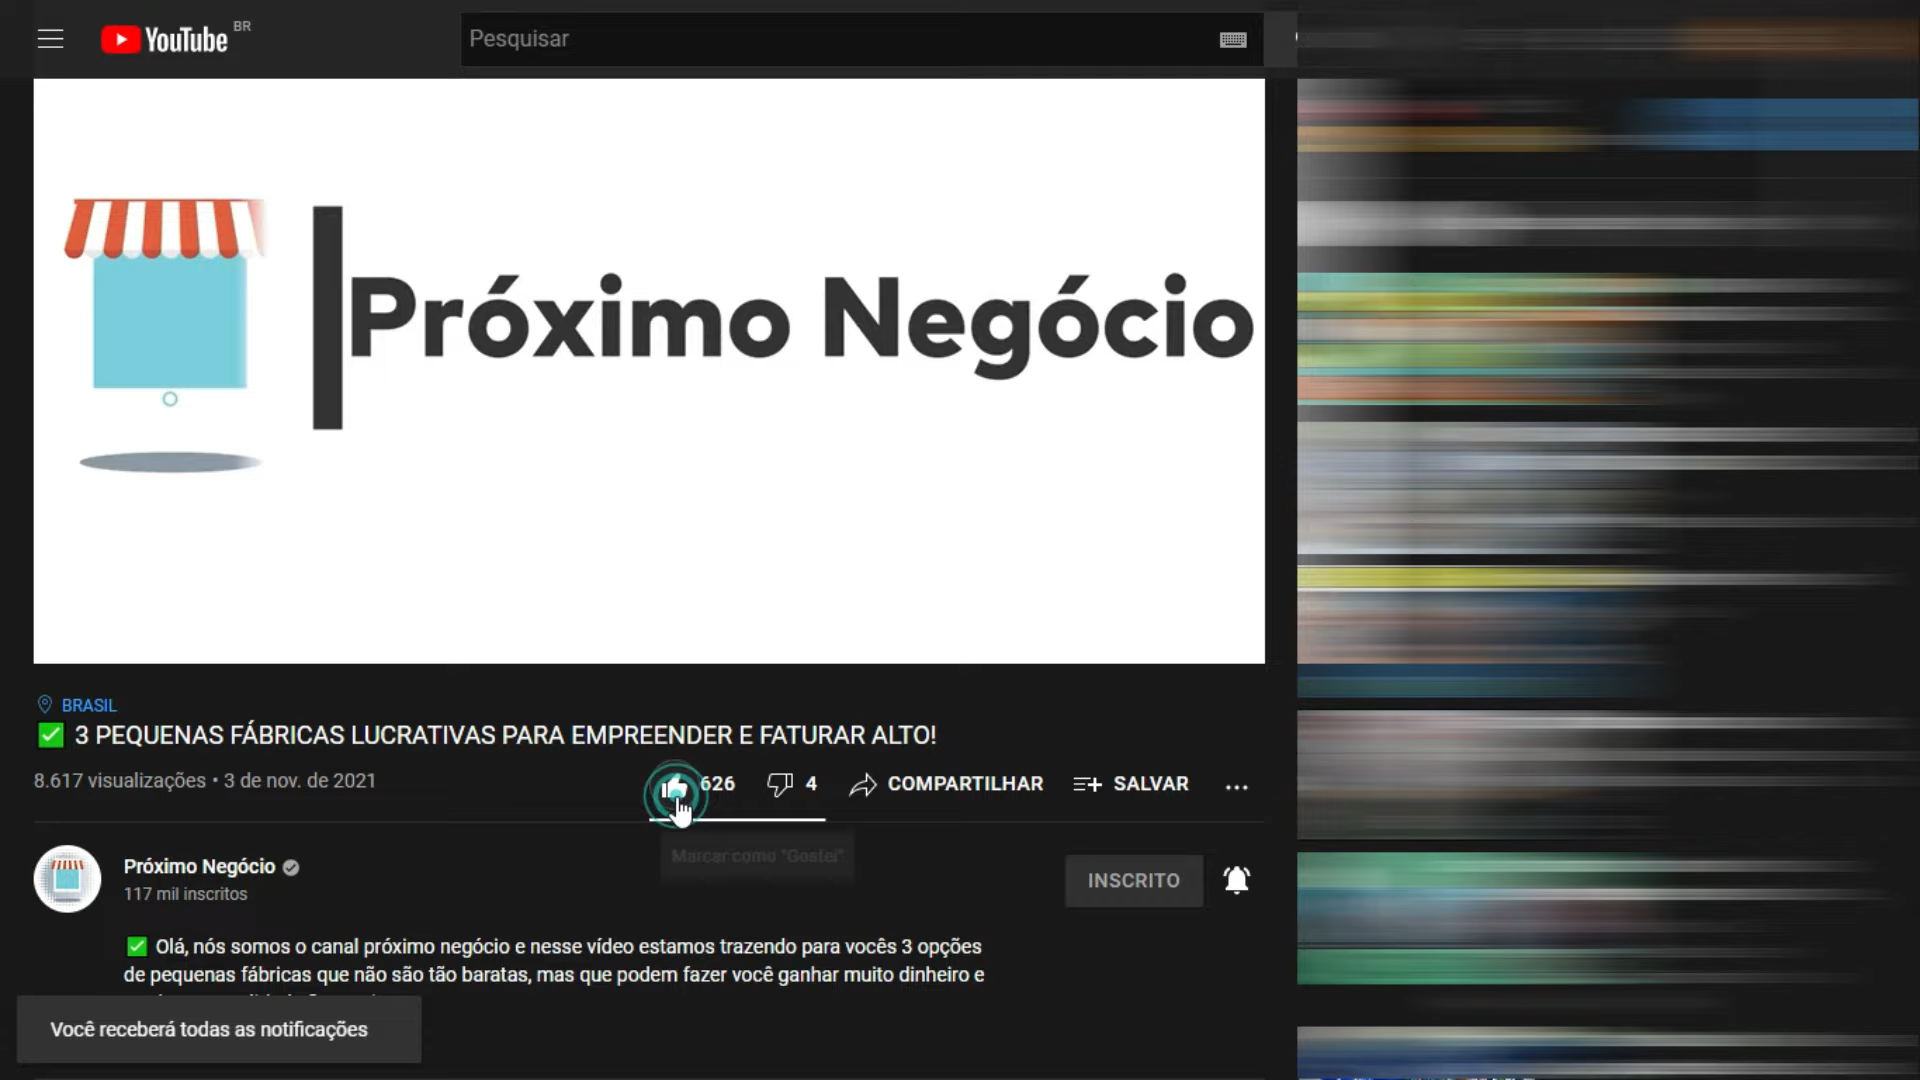 YouTube BR
Pesquisar
Próximo Negócio
BRASIL
✅ 3 PEQUENAS FÁBRICAS LUCRATIVAS PARA EMPREENDER E FATURAR ALTO!
8.617 visualizações • 3 de nov. de 2021
626 4 COMPARTILHAR SALVAR ...
Marcar como "Gostei"
Próximo Negócio
117 mil inscritos
INSCRITO
✅ Olá, nós somos o canal próximo negócio e nesse vídeo estamos trazendo para vocês 3 opções
de pequenas fábricas que não são tão baratas, mas que podem fazer você ganhar muito dinheiro e
Você receberá todas as notificações